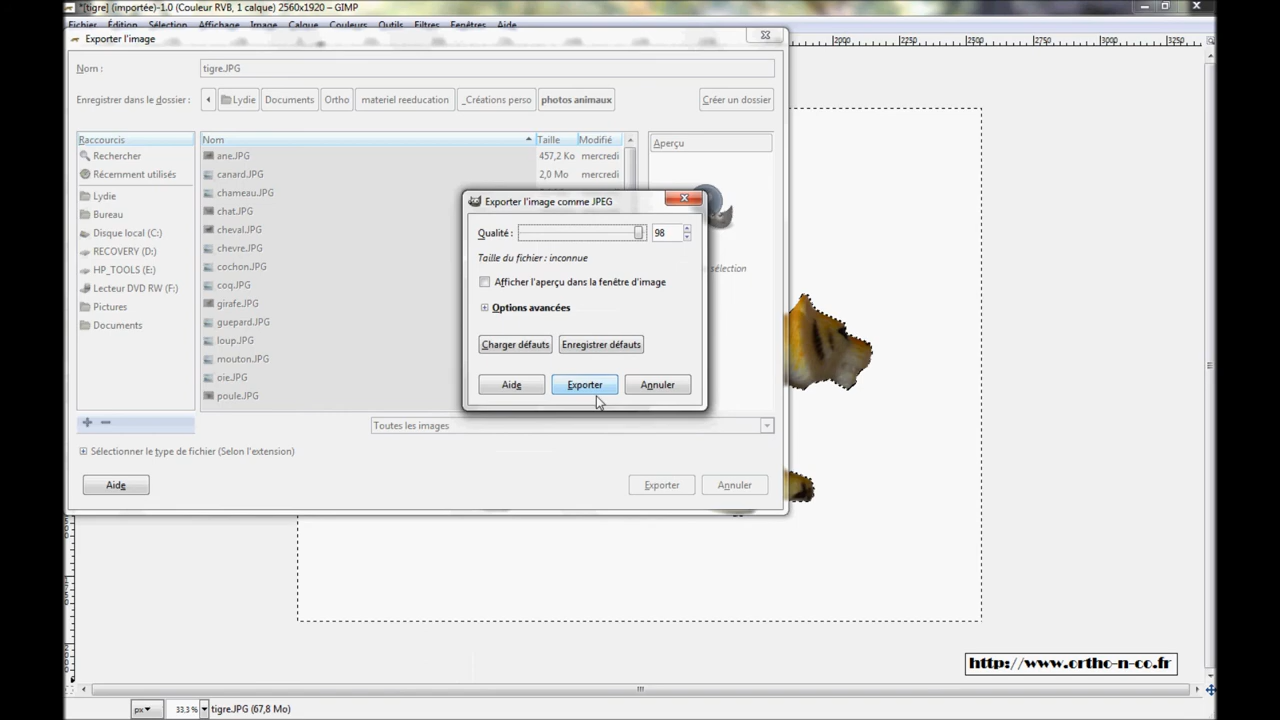 *[tigre] (importée)-1.0 (Couleur RVB, 1 calque) 2560x1920 – GIMP
Fichier Édition Sélection Affichage Image Calque Couleurs Outils Filtres Fenêtres Aide
Exporter l'image
2000 2250 2500 2750 3000 3250
Nom : tigre.JPG
Enregistrer dans le dossier : Lydie Documents Ortho materiel reeducation _Créations perso photos animaux Créer un dossier
Raccourcis
Rechercher
Récemment utilisés
Lydie
Bureau
Disque local (C:)
RECOVERY (D:)
HP_TOOLS (E:)
Lecteur DVD RW (F:)
Pictures
Documents
Nom Taille Modifié
ane.JPG 457,2 Ko mercredi
canard.JPG 2,0 Mo mercredi
chameau.JPG
chat.JPG
cheval.JPG
chevre.JPG
cochon.JPG
coq.JPG
girafe.JPG
guepard.JPG
loup.JPG
mouton.JPG
oie.JPG
poule.JPG
Aperçu
sélection
Exporter l'image comme JPEG
Qualité : 98
Taille du fichier : inconnue
Afficher l'aperçu dans la fenêtre d'image
Options avancées
Charger défauts Enregistrer défauts
Aide Exporter Annuler
Toutes les images
Sélectionner le type de fichier (Selon l'extension)
Aide Exporter Annuler
http://www.ortho-n-co.fr
px 33,3 % tigre.JPG (67,8 Mo)